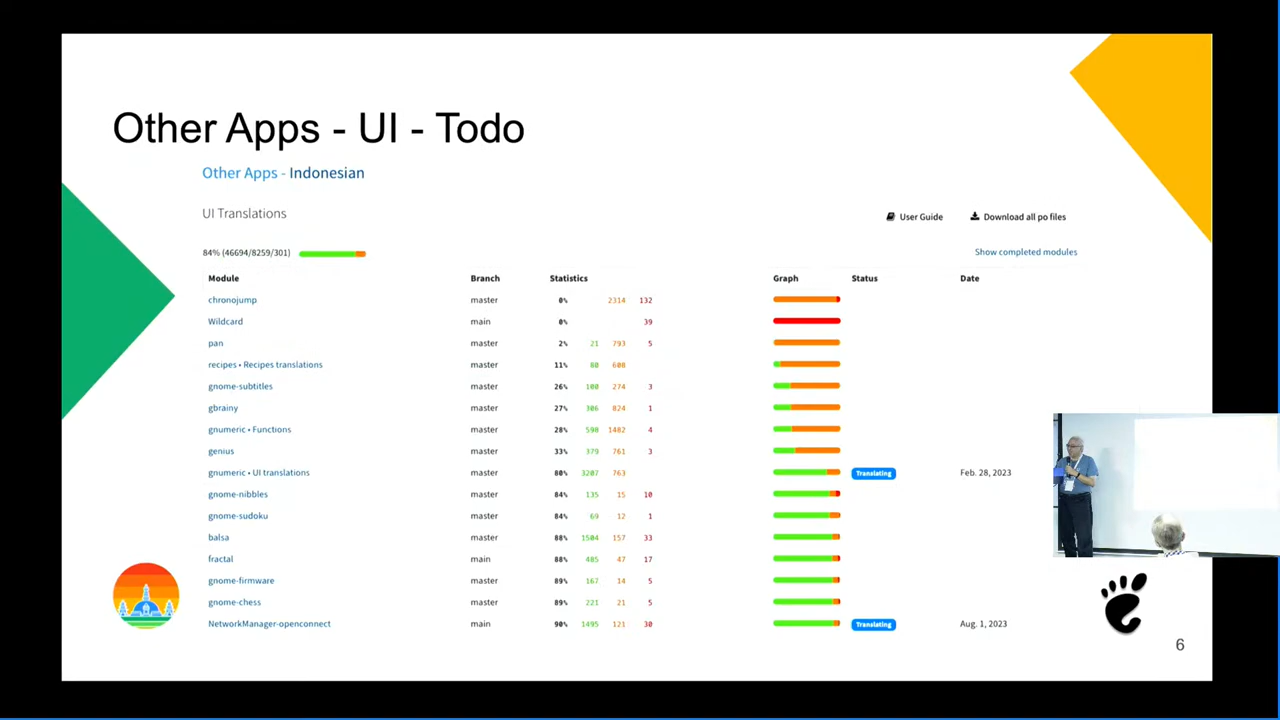 Other Apps - UI - Todo
Other Apps - Indonesian
UI Translations
User Guide Download all po files
84% (46694/8259/301)
Show completed modules
Module Branch Statistics Graph Status Date
chronojump master 0% 2314 132
Wildcard main 0% 39
pan master 2% 21 793 5
recipes • Recipes translations master 11% 80 608
gnome-subtitles master 26% 100 274 3
gbrainy master 27% 306 824 1
gnumeric • Functions master 28% 590 1482 4
genius master 33% 379 761 3
gnumeric • UI translations master 80% 3207 763 Translating Feb. 28, 2023
gnome-nibbles master 84% 135 15 10
gnome-sudoku master 84% 69 12 1
balsa master 88% 1504 157 33
fractal main 88% 485 47 17
gnome-firmware master 89% 167 14 5
gnome-chess master 89% 221 21 5
NetworkManager-openconnect main 90% 1495 121 30 Translating Aug. 1, 2023
6